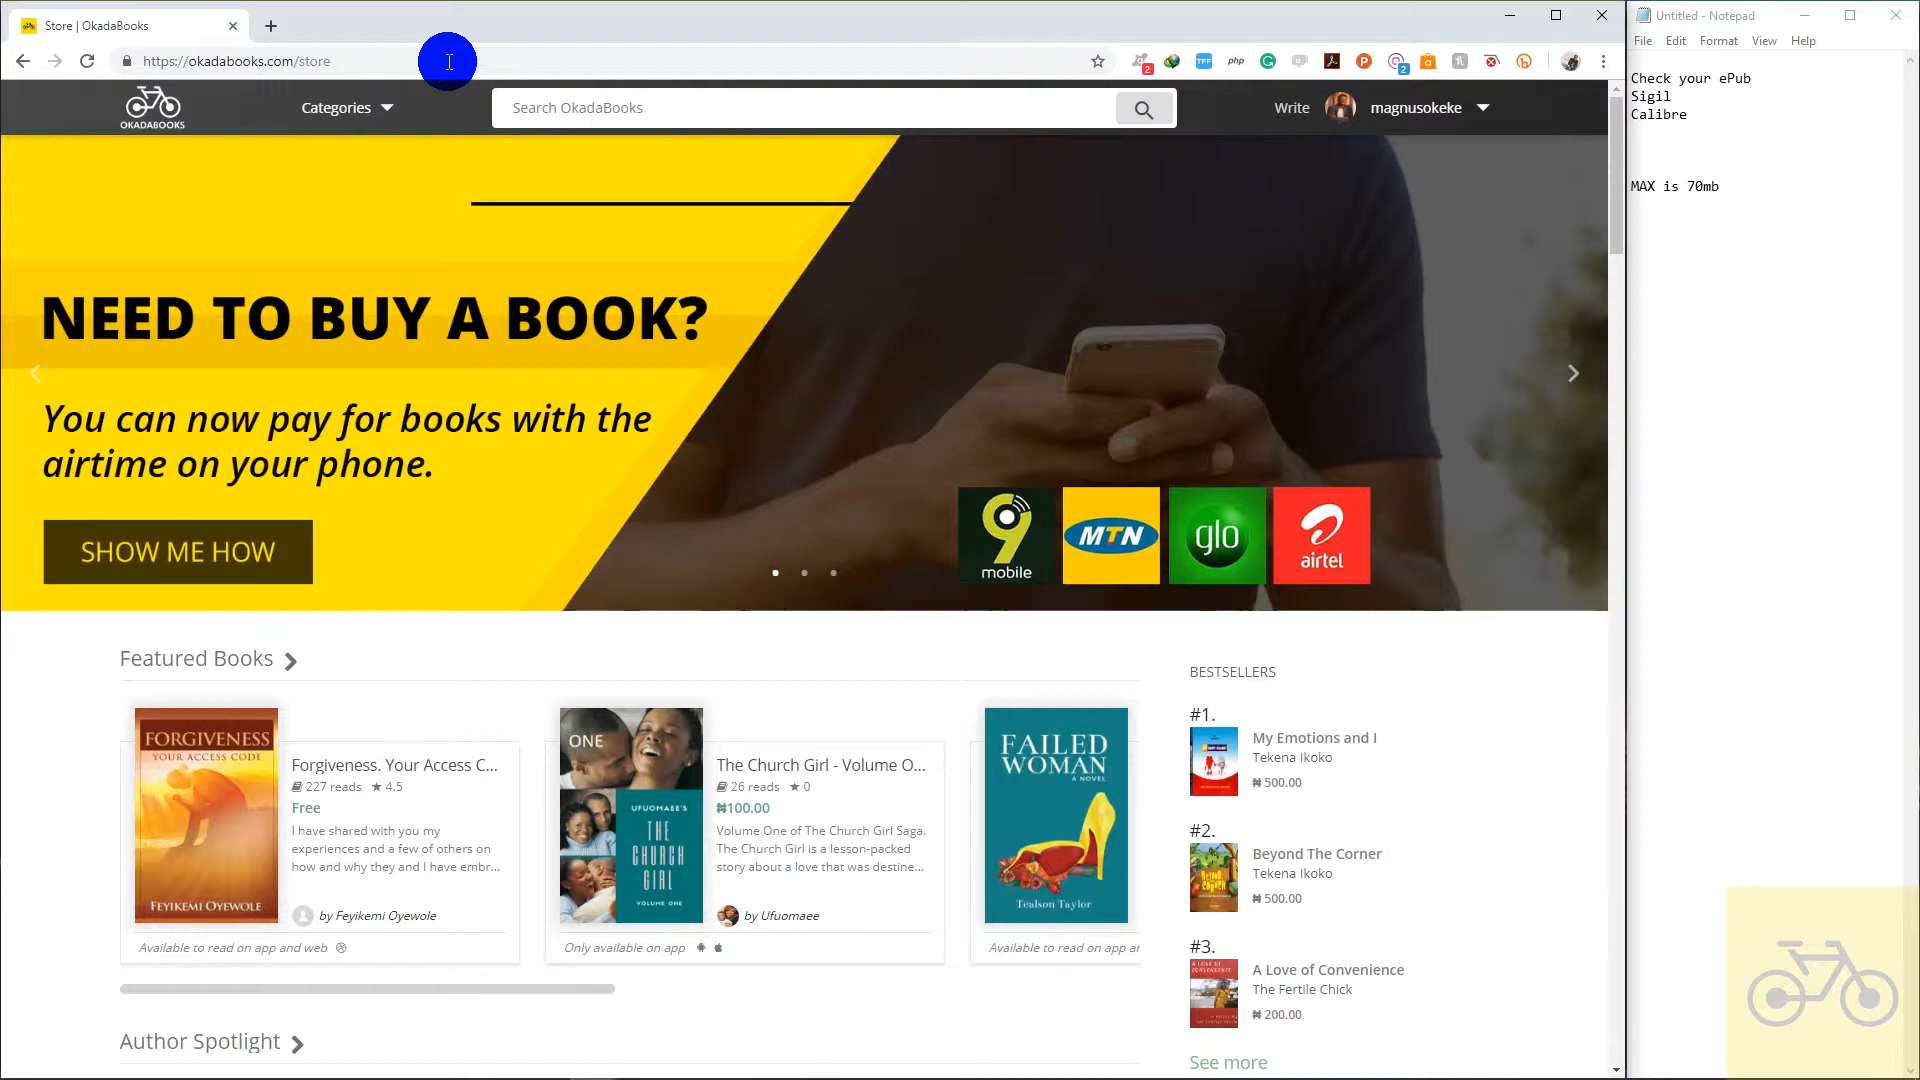 Store | OkadaBooks
Untitled - Notepad
https://okadabooks.com/store
2
TFF
php
2
File Edit Format View Help
Check your ePub
Sigil
Calibre
MAX is 70mb
OKADABOOKS
Categories
Search OkadaBooks
Write
magnusokeke
NEED TO BUY A BOOK?
You can now pay for books with the
airtime on your phone.
SHOW ME HOW
9
mobile
MTN
glo
airtel
Featured Books
FORGIVENESS
YOUR ACCESS CODE
FEYIKEMI OYEWOLE
Forgiveness. Your Access C...
227 reads ★ 4.5
Free
I have shared with you my
experiences and a few of others on
how and why they and I have embr...
by Feyikemi Oyewole
Available to read on app and web
ONE
UFUOMAEE'S
THE
CHURCH
GIRL
VOLUME ONE
The Church Girl - Volume O...
26 reads ★ 0
₦100.00
Volume One of The Church Girl Saga.
The Church Girl is a lesson-packed
story about a love that was destine...
by Ufuomaee
Only available on app
FAILED
WOMAN
A NOVEL
Tealson Taylor
Available to read on app ar
BESTSELLERS
#1.
My Emotions and I
Tekena Ikoko
₦ 500.00
#2.
Beyond The Corner
Tekena Ikoko
₦ 500.00
#3.
A Love of Convenience
The Fertile Chick
₦ 200.00
See more
Author Spotlight